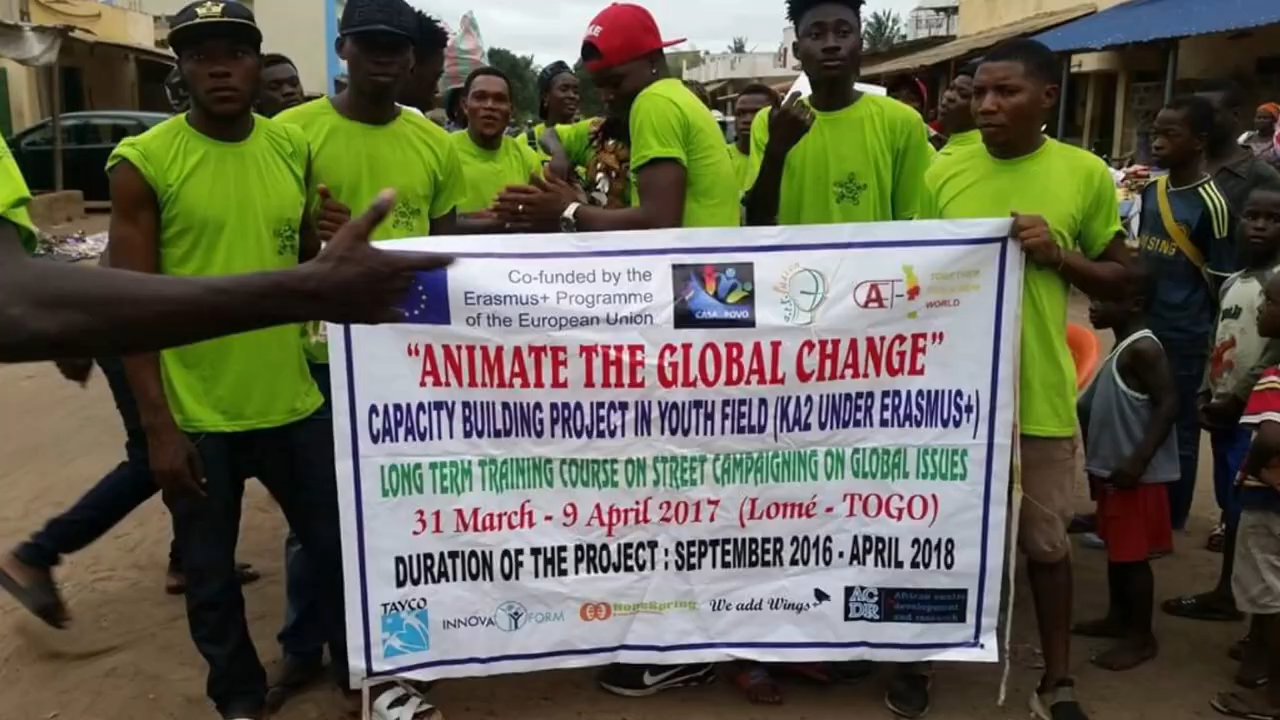 Co-funded by the
Erasmus+ Programme
of the European Union
CASA POVO
TOGETHER
WORLD
"ANIMATE THE GLOBAL CHANGE"
CAPACITY BUILDING PROJECT IN YOUTH FIELD (KA2 UNDER ERASMUS+)
LONG TERM TRAINING COURSE ON STREET CAMPAIGNING ON GLOBAL ISSUES
31 March - 9 April 2017 (Lomé - TOGO)
DURATION OF THE PROJECT : SEPTEMBER 2016 - APRIL 2018
TAYCO
INNOVA FORM
HopeSpring
We add Wings
ACDR
African centre
development
and research